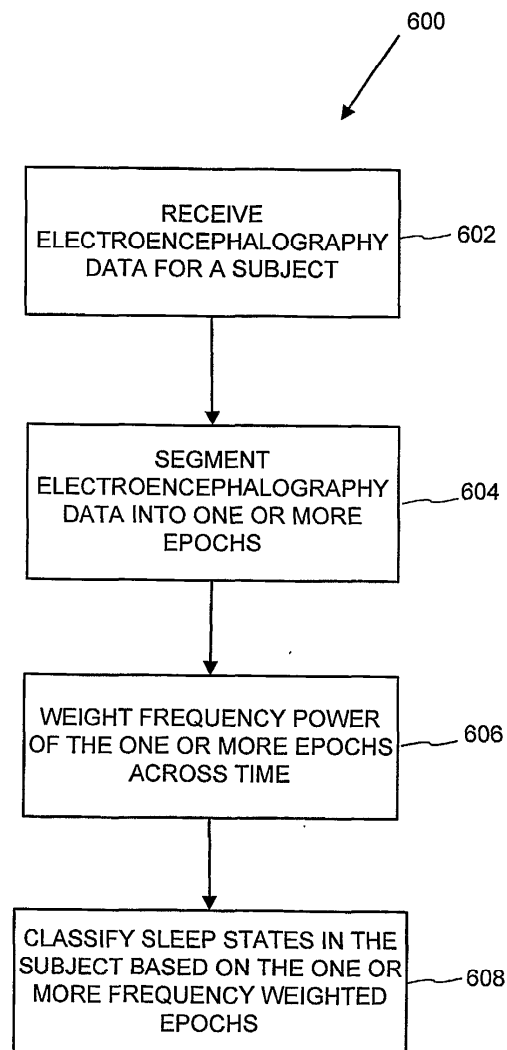 600
RECEIVE
ELECTROENCEPHALOGRAPHY
DATA FOR A SUBJECT
602
SEGMENT
ELECTROENCEPHALOGRAPHY
DATA INTO ONE OR MORE
EPOCHS
604
WEIGHT FREQUENCY POWER
OF THE ONE OR MORE EPOCHS
ACROSS TIME
606
CLASSIFY SLEEP STATES IN THE
SUBJECT BASED ON THE ONE OR
MORE FREQUENCY WEIGHTED
EPOCHS
608